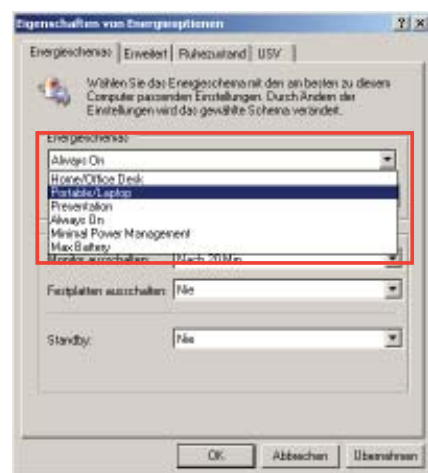 Eigenschaften von Energieoptionen
Energieschemas Erweitert Ruhezustand USV
Wählen Sie das Energieschema mit den am besten zu diesem
Computer passenden Einstellungen. Durch Ändern der
Einstellungen wird das gewählte Schema verändert.
Energieschemas
Always On
Home/Office Desk
Portable/Laptop
Presentation
Always On
Minimal Power Management
Max Battery
Monitor ausschalten: Nach 20 Min.
Festplatten ausschalten: Nie
Standby: Nie
OK Abbrechen Übernehmen